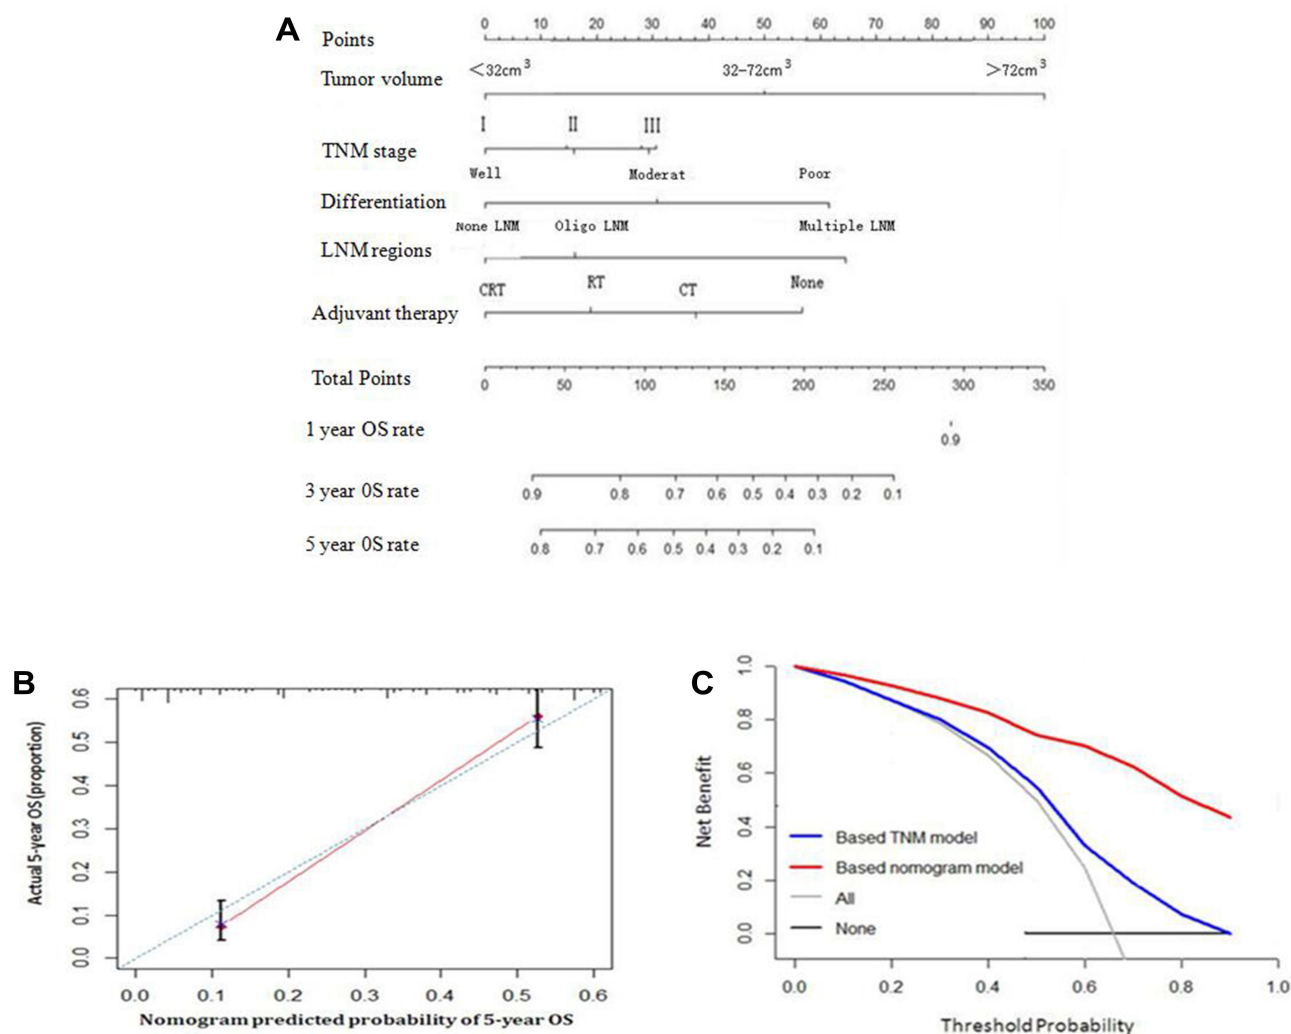 A
Points 0 10 20 30 40 50 60 70 80 90 100
Tumor volume <32cm³ 32-72cm³ >72cm³
TNM stage I II III
Differentiation Well Moderat Poor
LNM regions None LNM Oligo LNM Multiple LNM
Adjuvant therapy CRT RT CT None
Total Points 0 50 100 150 200 250 300 350
1 year OS rate 0.9
3 year 0S rate 0.9 0.8 0.7 0.6 0.5 0.4 0.3 0.2 0.1
5 year 0S rate 0.8 0.7 0.6 0.5 0.4 0.3 0.2 0.1
B
Actual 5-year OS(proportion)
0.6
0.5
0.4
0.3
0.2
0.1
0.0
0.0 0.1 0.2 0.3 0.4 0.5 0.6
Nomogram predicted probability of 5-year OS
C
Net Benefit
1.0
0.8
0.6
0.4
0.2
0.0
Based TNM model
Based nomogram model
All
None
0.0 0.2 0.4 0.6 0.8 1.0
Threshold Probability